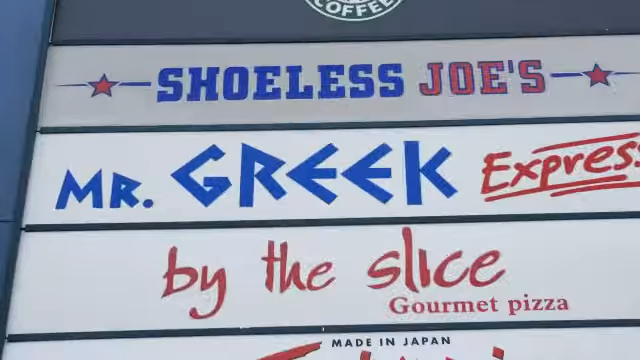 COFFEE
SHOELESS JOE'S
MR. GREEK Express
by the slice
Gourmet pizza
MADE IN JAPAN